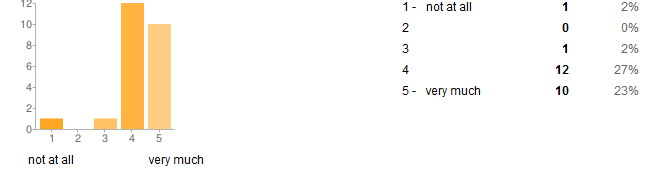 12
10
8
6
4
2
0
1 2 3 4 5
not at all very much
1 - not at all 1 2%
2 0 0%
3 1 2%
4 12 27%
5 - very much 10 23%